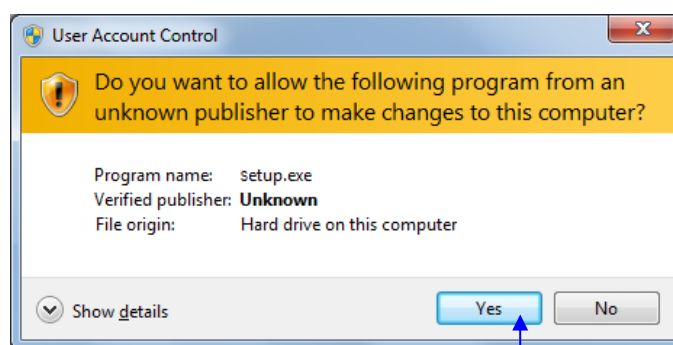 User Account Control
Do you want to allow the following program from an
unknown publisher to make changes to this computer?
Program name: setup.exe
Verified publisher: Unknown
File origin: Hard drive on this computer
Show details
Yes
No